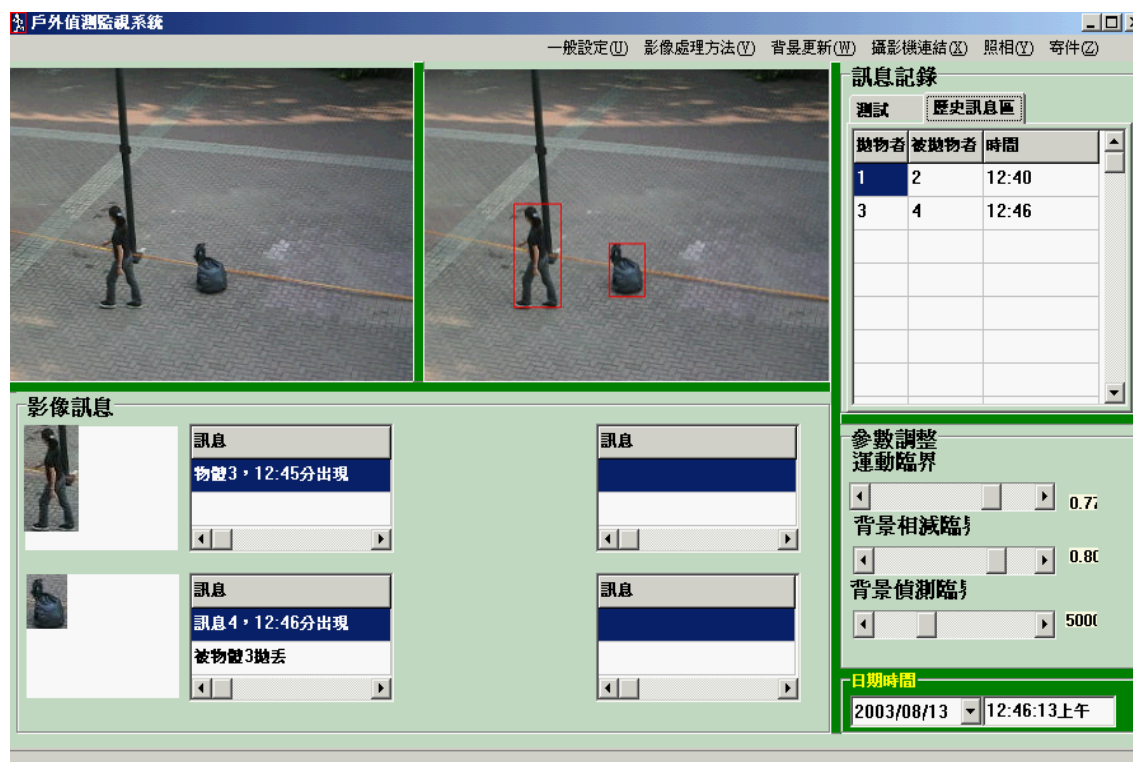 戶外偵測監視系統
一般設定(U) 影像處理方法(V) 背景更新(W) 攝影機連結(X) 照相(Y) 寄件(Z)
訊息記錄
測試 歷史訊息區
拋物者 被拋物者 時間
1 2 12:40
3 4 12:46
影像訊息
訊息
物體3，12:45分出現
訊息
訊息
訊息4，12:46分出現
被物體3拋丟
訊息
參數調整
運動臨界
0.77
背景相減臨界
0.80
背景偵測臨界
5000
日期時間
2003/08/13 12:46:13上午